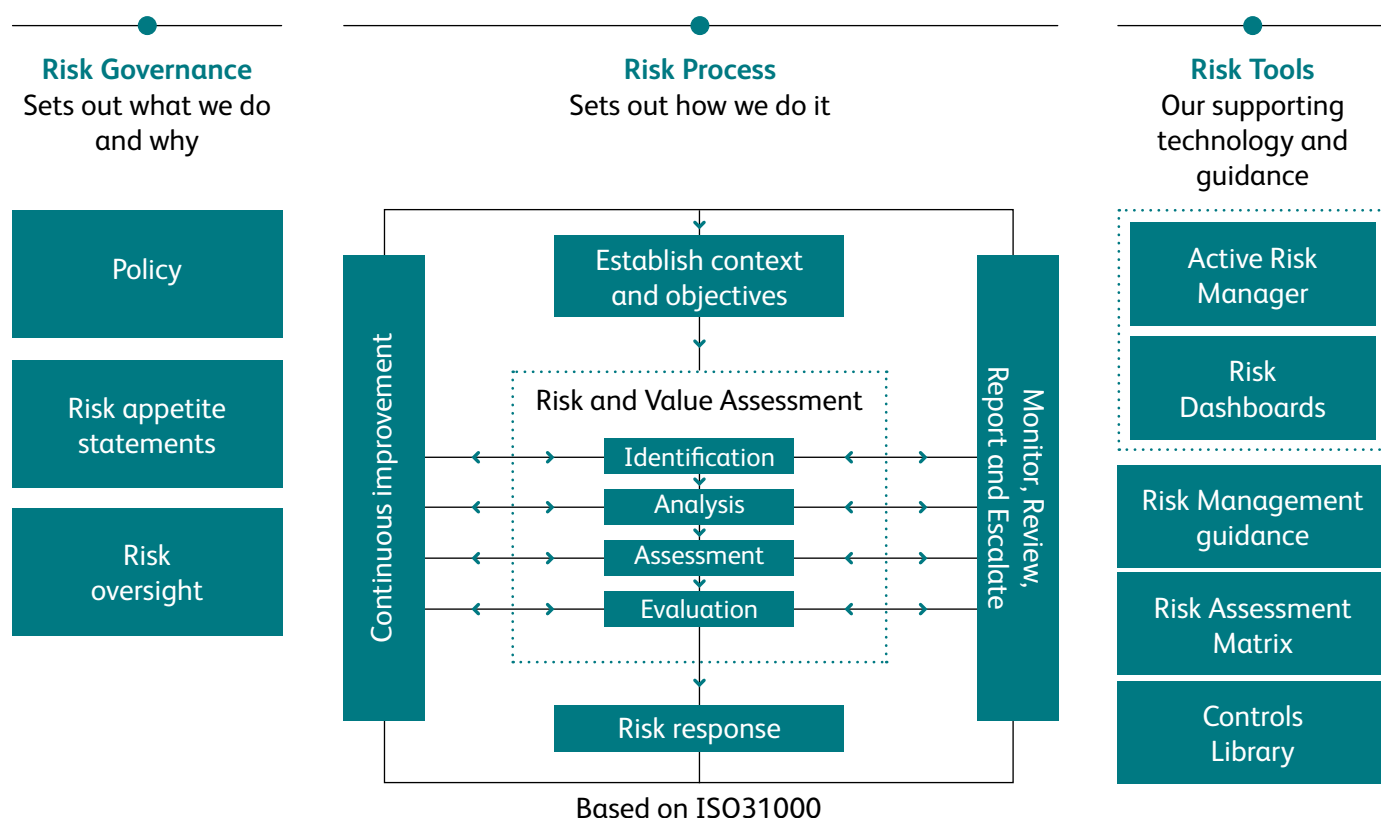 Risk Governance
Sets out what we do
and why
Policy
Risk appetite
statements
Risk
oversight
Risk Process
Sets out how we do it
Establish context
and objectives
Continuous improvement
Risk and Value Assessment
Identification
Analysis
Assessment
Evaluation
Monitor, Review,
Report and Escalate
Risk response
Based on ISO31000
Risk Tools
Our supporting
technology and
guidance
Active Risk
Manager
Risk
Dashboards
Risk Management
guidance
Risk Assessment
Matrix
Controls
Library